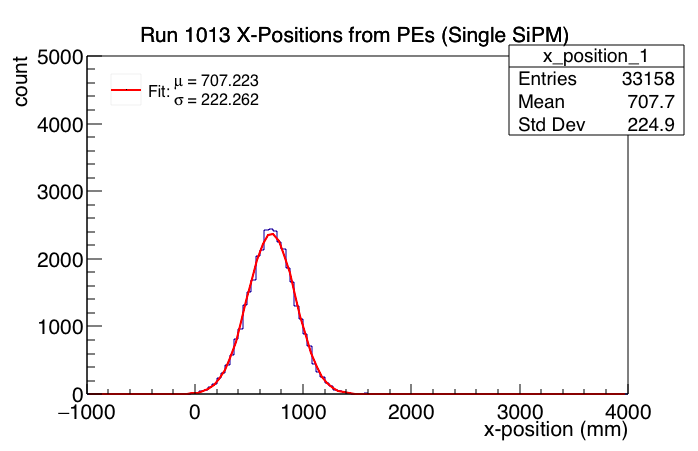 Run 1013 X-Positions from PEs (Single SiPM)
x_position_1
Entries 33158
Mean 707.7
Std Dev 224.9
Fit: μ = 707.223
σ = 222.262
count
5000
4000
3000
2000
1000
0
−1000 0 1000 2000 3000 4000
x-position (mm)